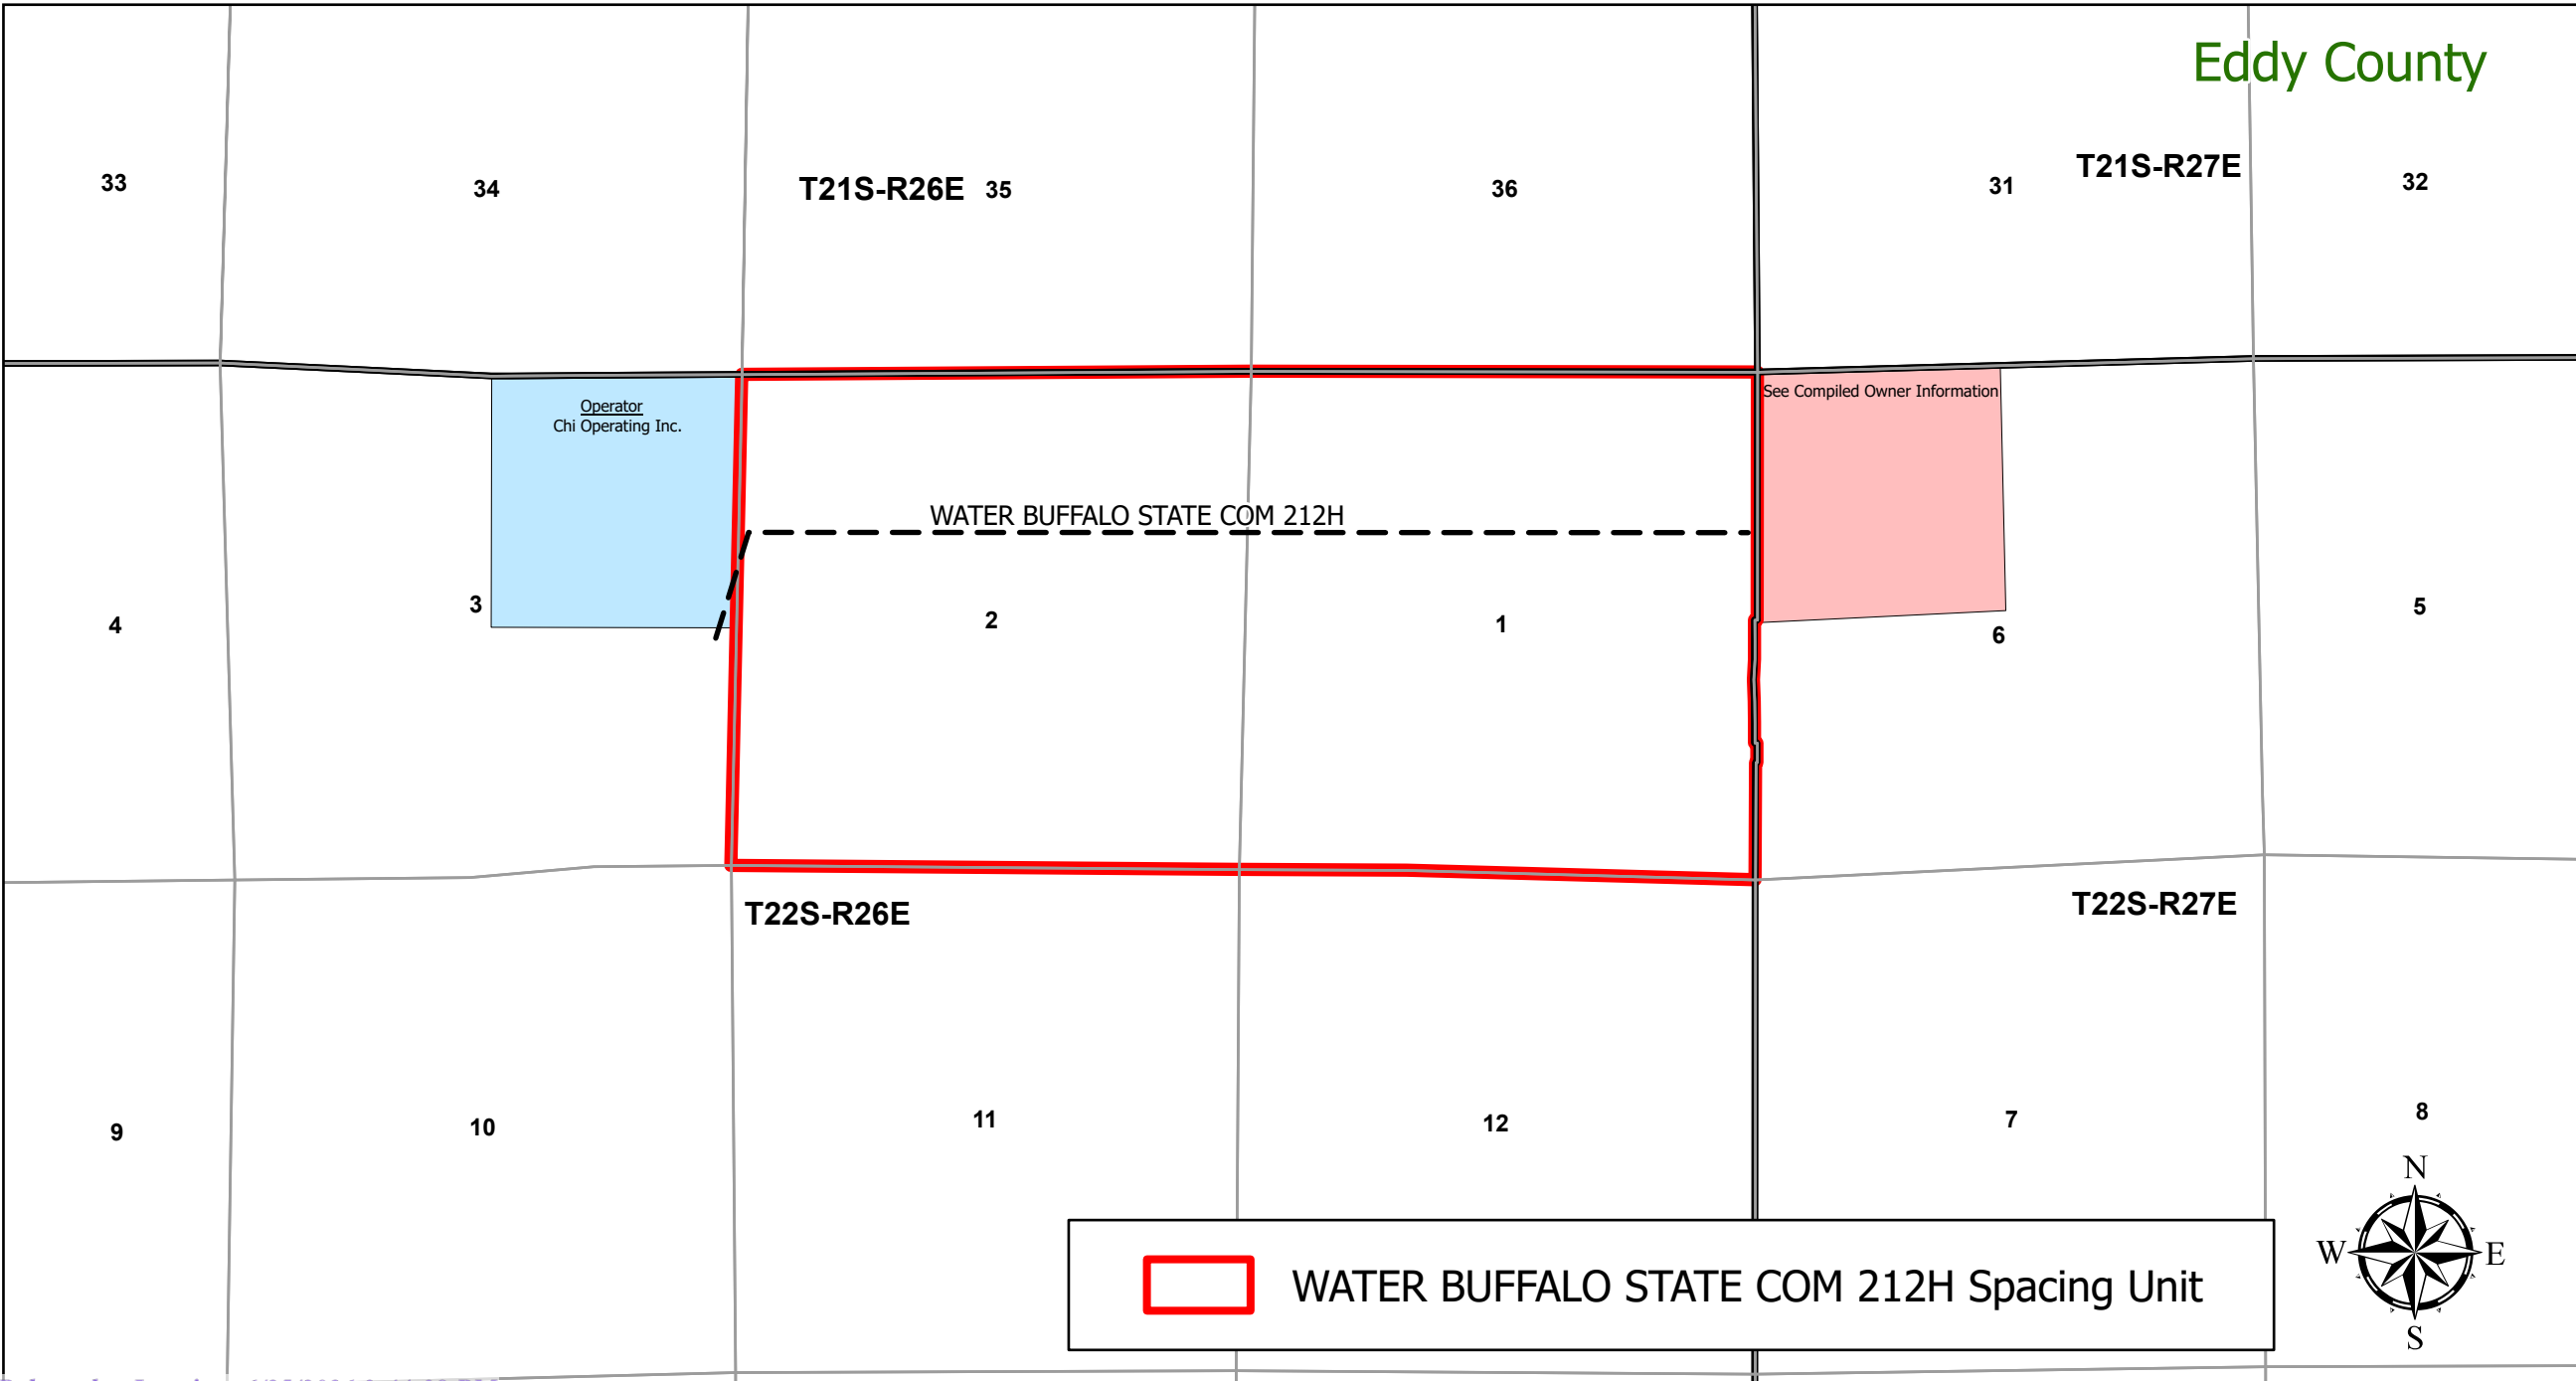 Eddy County
33
34
T21S-R26E 35
36
31
T21S-R27E
32
Operator
Chi Operating Inc.
See Compiled Owner Information
WATER BUFFALO STATE COM 212H
4
3
2
1
6
5
T22S-R26E
T22S-R27E
9
10
11
12
7
8
N
W
E
S
WATER BUFFALO STATE COM 212H Spacing Unit